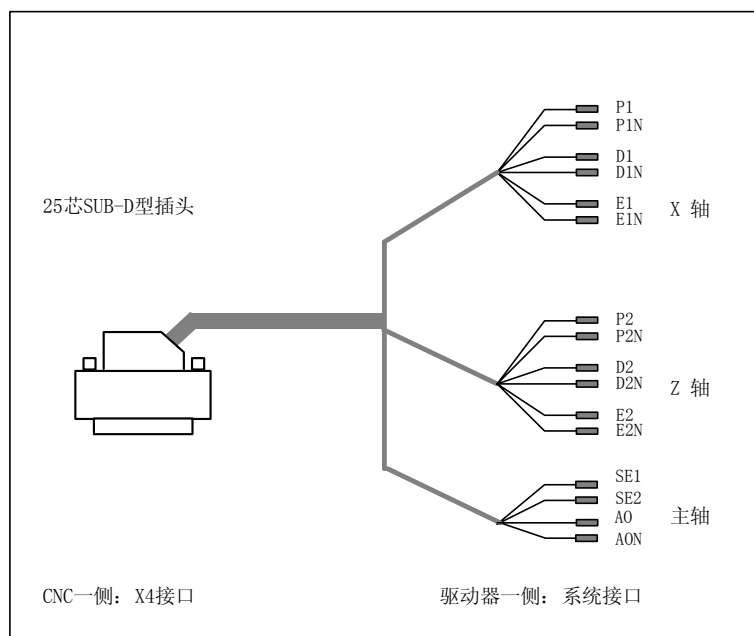 P1
P1N
D1
D1N
E1
E1N
X 轴
25芯SUB-D型插头
P2
P2N
D2
D2N
E2
E2N
Z 轴
SE1
SE2
AO
AON
主轴
CNC一侧：X4接口
驱动器一侧：系统接口